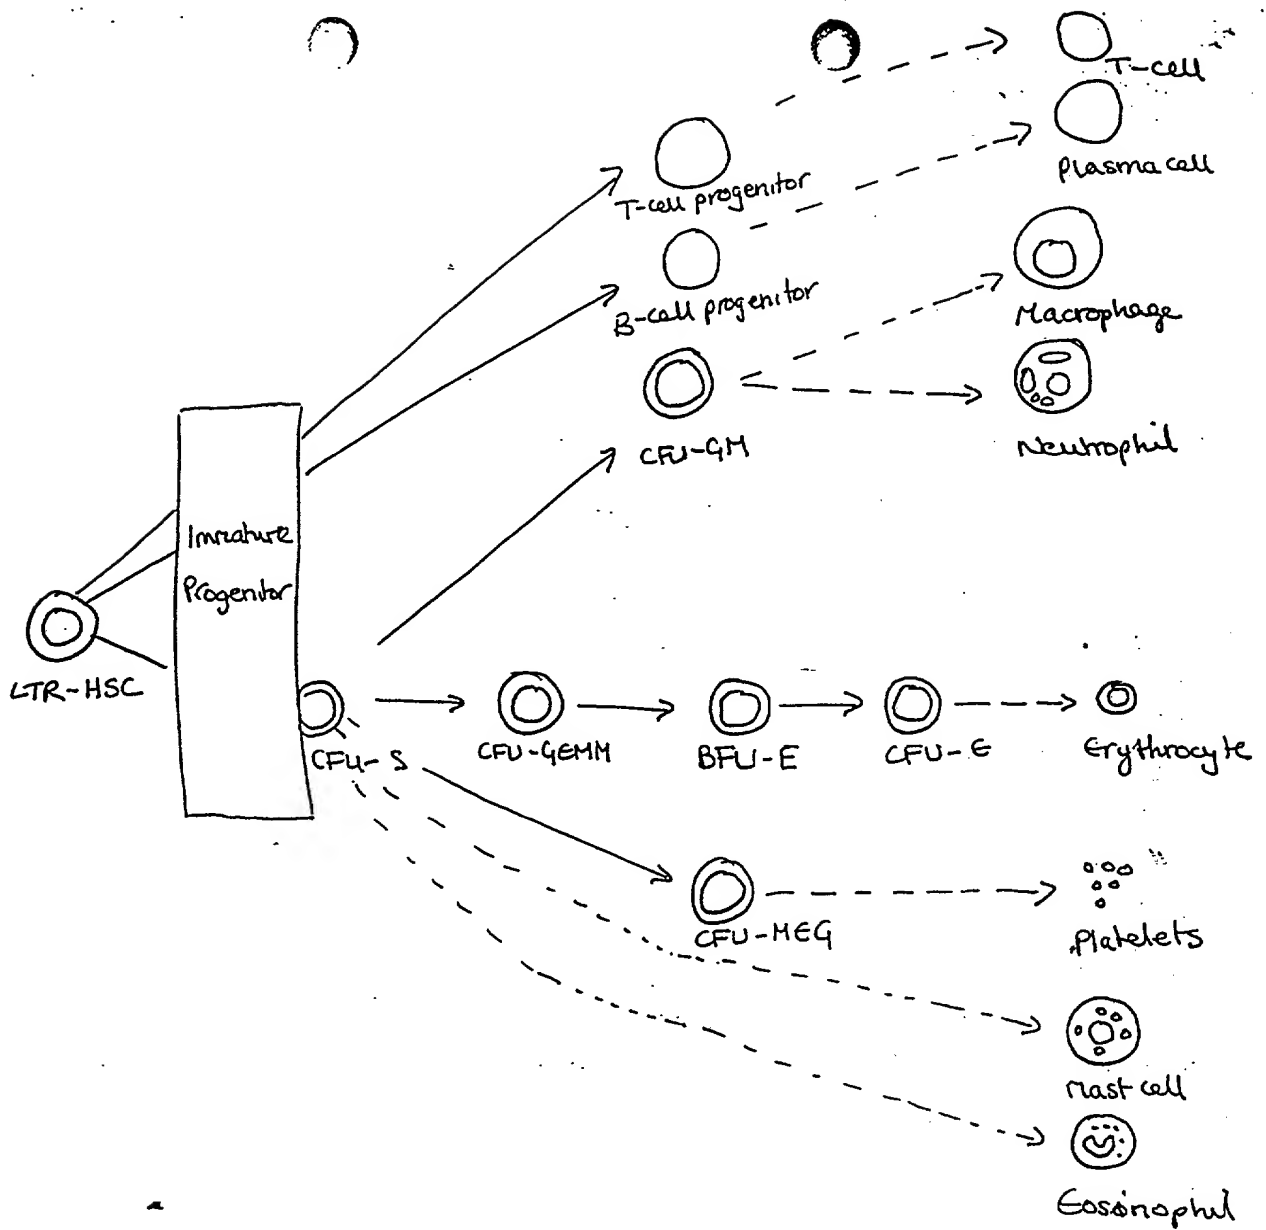 T-cell
Plasma cell
T-cell progenitor
B-cell progenitor
Macrophage
CFU-GM
Neutrophil
Immature
Progenitor
LTR-HSC
CFU-S
CFU-GEMM
BFU-E
CFU-E
Erythrocyte
CFU-MEG
Platelets
Mast cell
Eosinophil